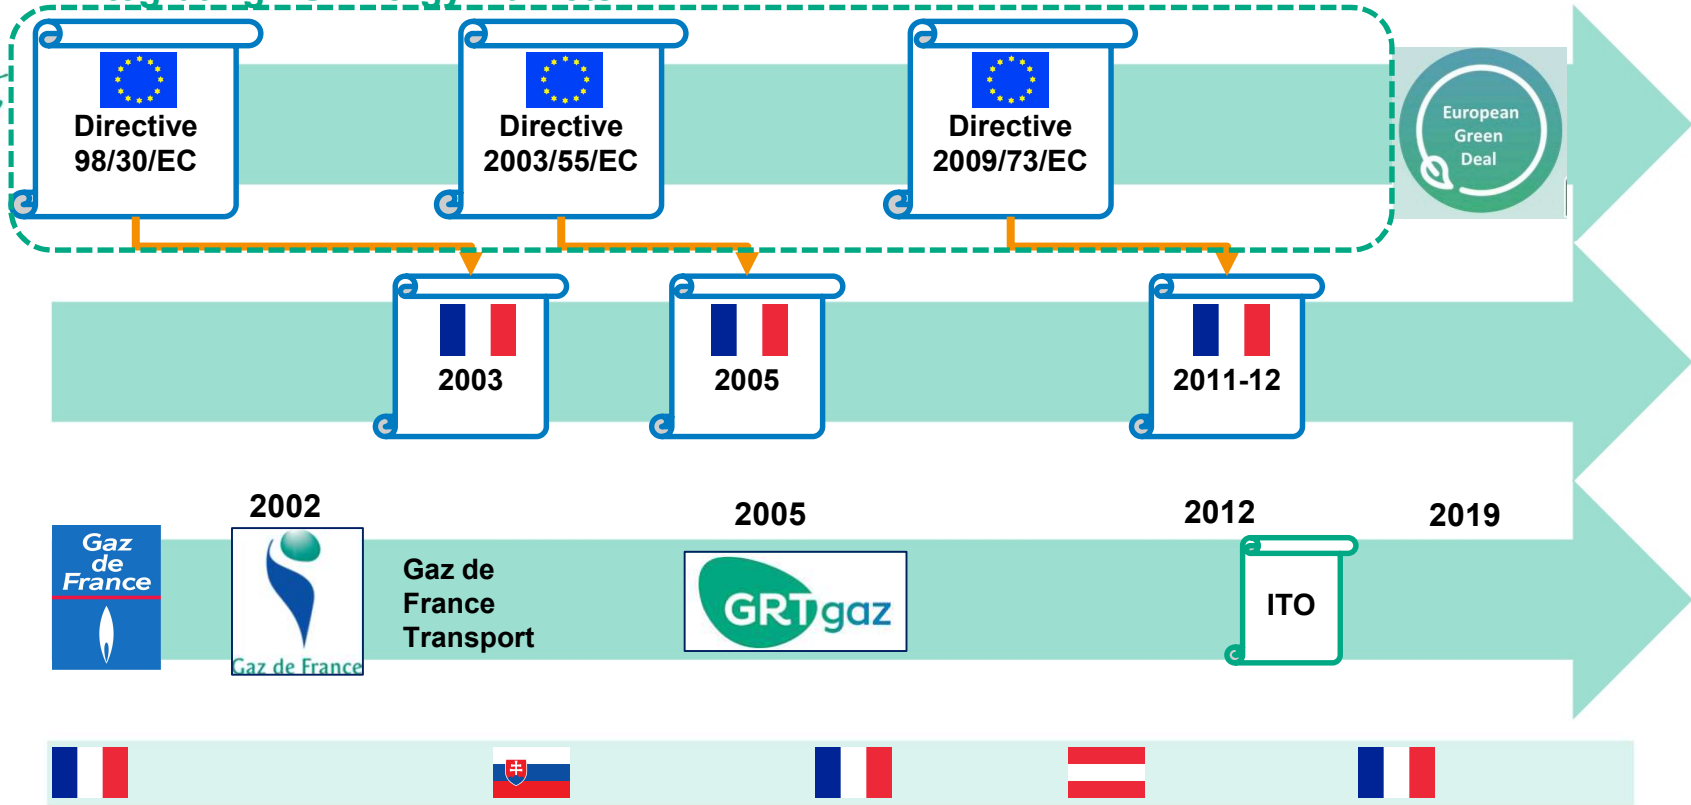 Directive
98/30/EC
Directive
2003/55/EC
Directive
2009/73/EC
European
Green
Deal
2003
2005
2011-12
2002
2005
2012
2019
Gaz
de
France
Gaz de France
Gaz de
France
Transport
GRTgaz
ITO